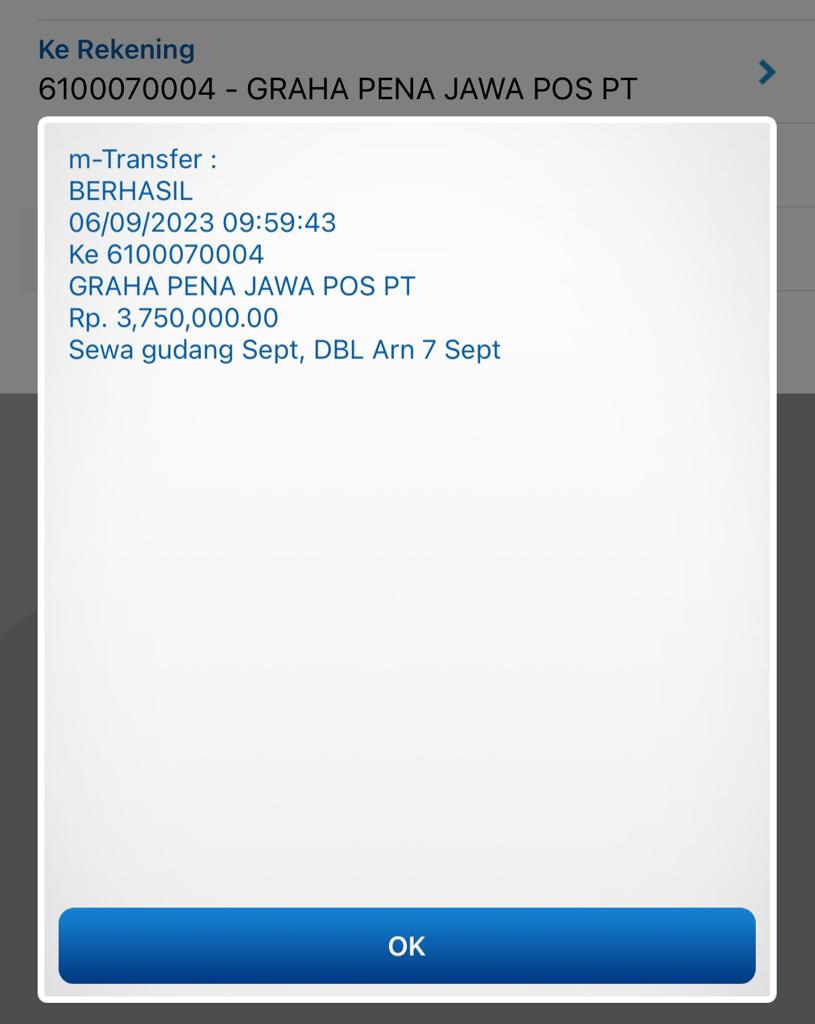 Ke Rekening
6100070004 - GRAHA PENA JAWA POS PT
m-Transfer :
BERHASIL
06/09/2023 09:59:43
Ke 6100070004
GRAHA PENA JAWA POS PT
Rp. 3,750,000.00
Sewa gudang Sept, DBL Arn 7 Sept
OK